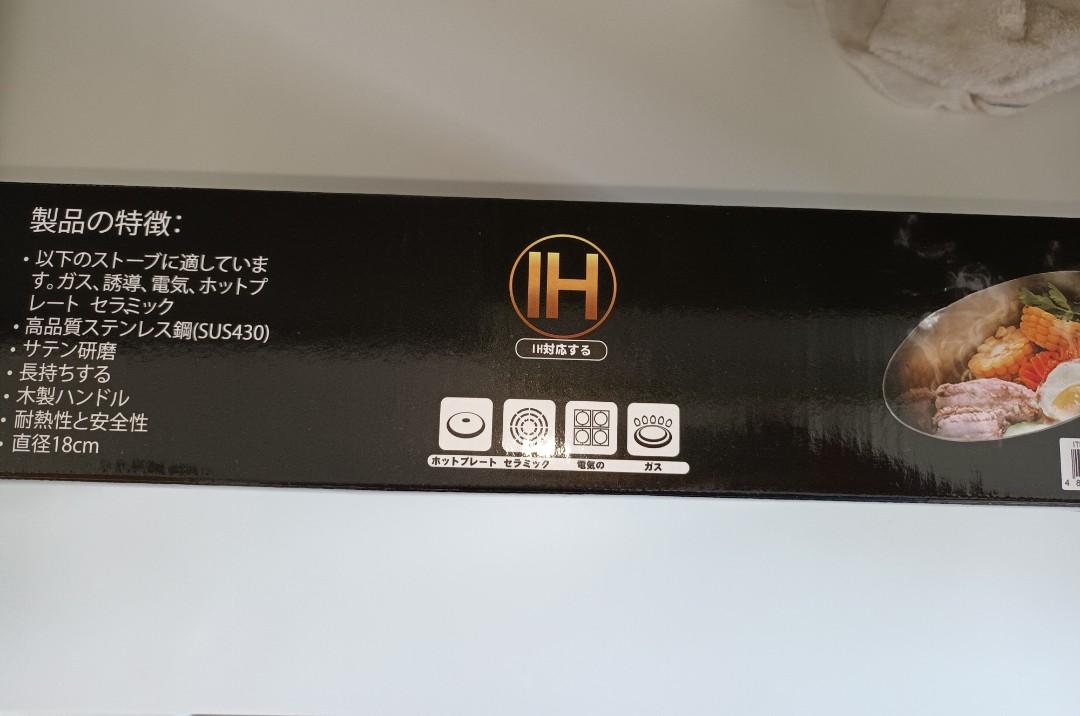 製品の特徴：
・以下のストーブに適していま
す。ガス、誘導、電気、ホットプ
レート セラミック
・高品質ステンレス鋼(SUS430)
・サテン研磨
・長持ちする
・木製ハンドル
・耐熱性と安全性
・直径18cm
IH
IH対応する
ホットプレート セラミック 電気の ガス